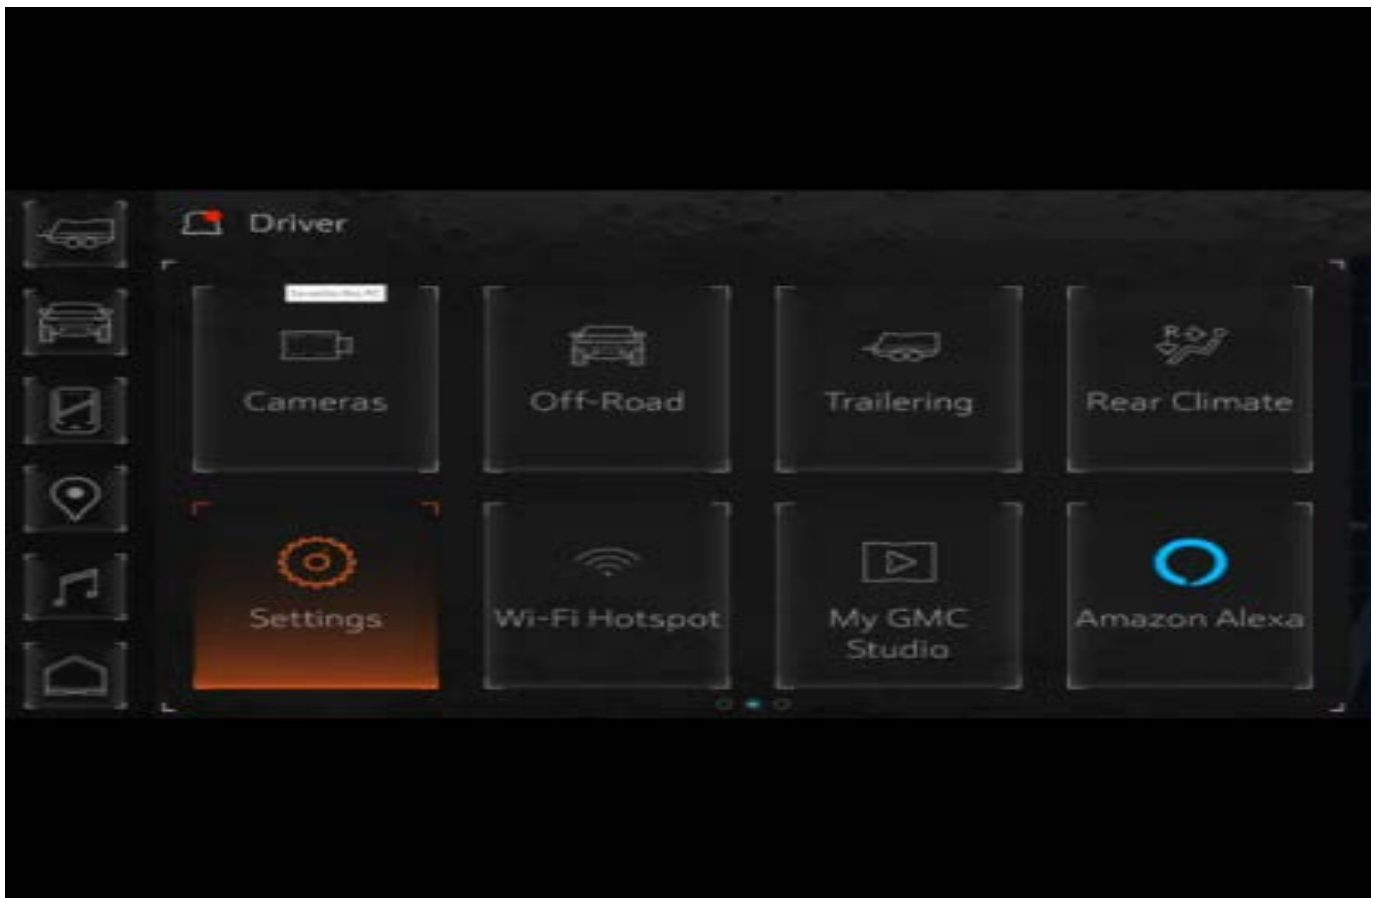 Driver
Cameras
Off-Road
Trailering
Rear Climate
Settings
Wi-Fi Hotspot
My GMC
Studio
Amazon Alexa